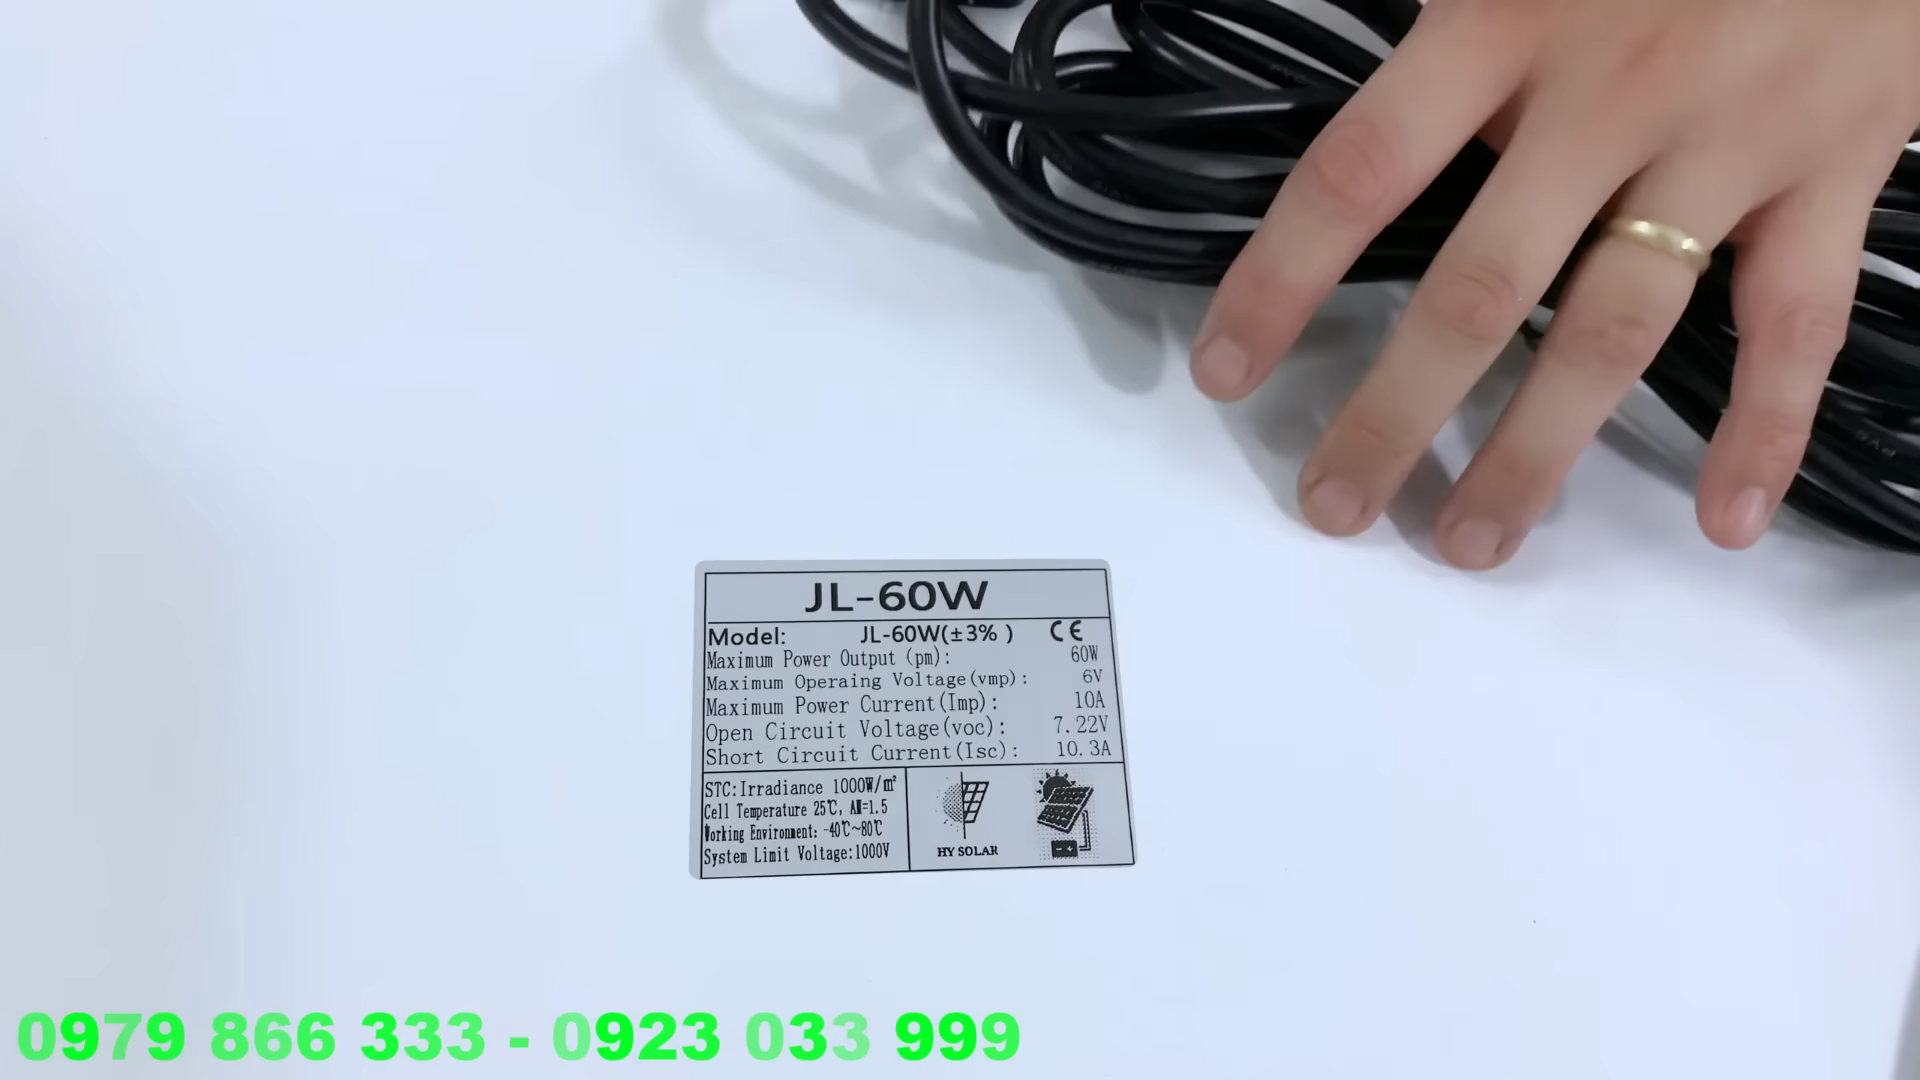 JL-60W
Model: JL-60W(±3% ) CE
Maximum Power Output (pm): 60W
Maximum Operaing Voltage(vmp): 6V
Maximum Power Current(Imp): 10A
Open Circuit Voltage(voc): 7.22V
Short Circuit Current(Isc): 10.3A
STC:Irradiance 1000W/m²
Cell Temperature 25℃, AM=1.5
Working Environment: -40℃~80℃
System Limit Voltage:1000V
HY SOLAR
0979 866 333 - 0923 033 999